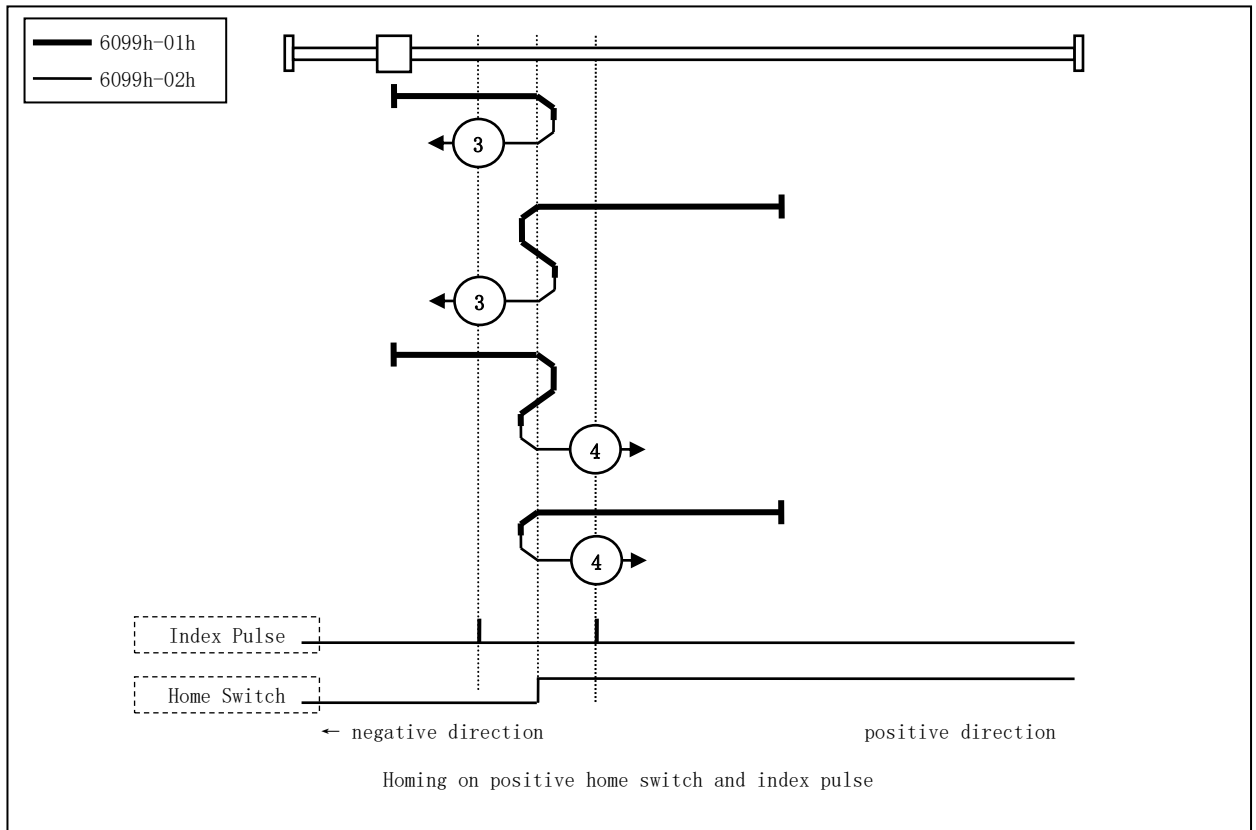 6099h-01h
6099h-02h
3
3
4
4
Index Pulse
Home Switch
← negative direction
positive direction
Homing on positive home switch and index pulse